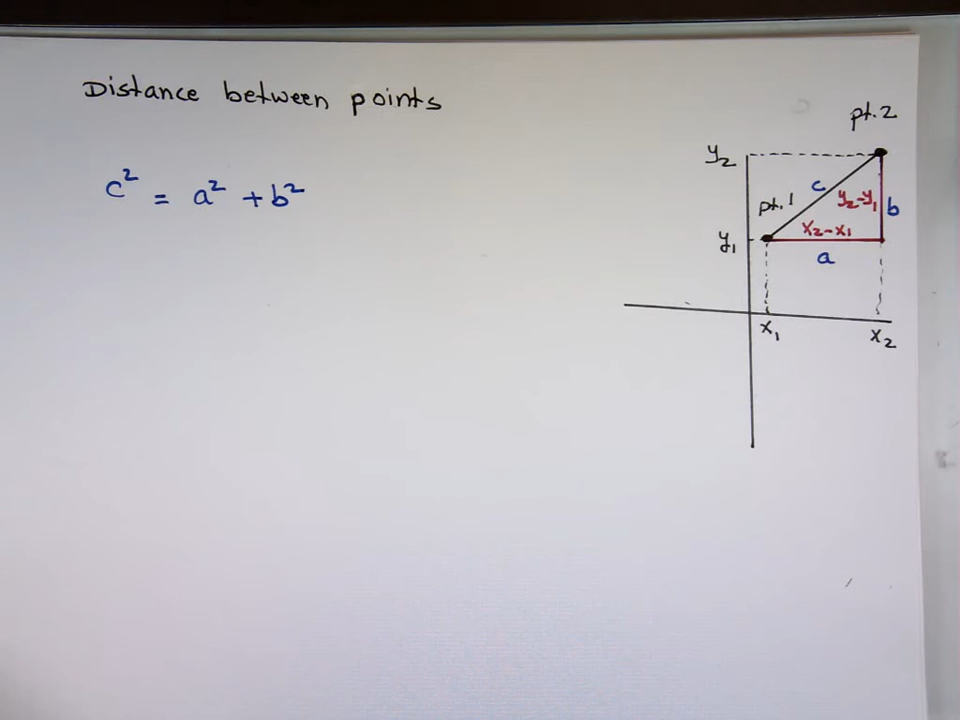 Distance between points
c² = a² + b²
pt.2
y₂
c
y₂-y₁
b
pt.1
x₂-x₁
y₁
a
x₁
x₂